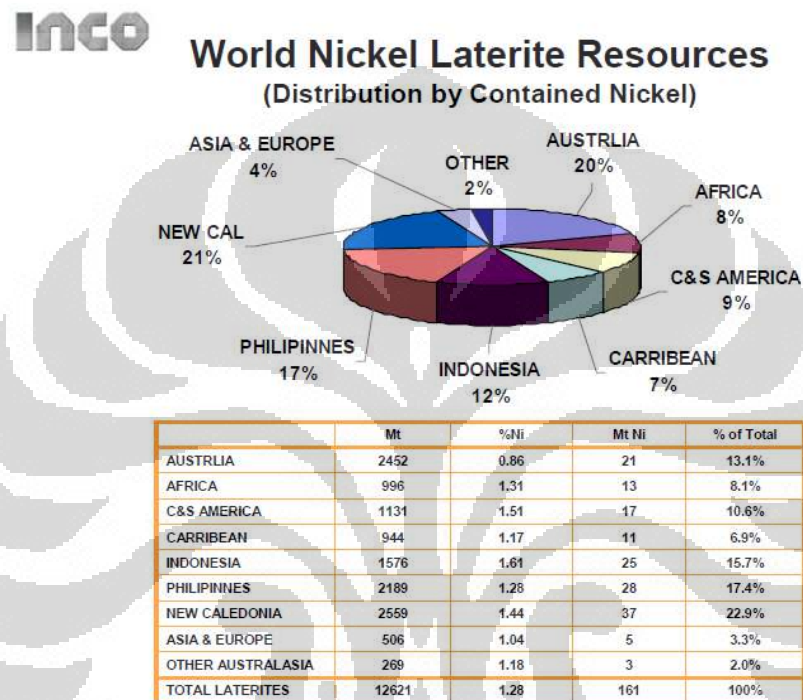 INCO
World Nickel Laterite Resources
(Distribution by Contained Nickel)
ASIA & EUROPE
4%
OTHER
2%
AUSTRLIA
20%
AFRICA
8%
NEW CAL
21%
C&S AMERICA
9%
PHILIPINNES
17%
INDONESIA
12%
CARRIBEAN
7%
Mt %Ni Mt Ni % of Total
AUSTRLIA 2452 0.86 21 13.1%
AFRICA 996 1.31 13 8.1%
C&S AMERICA 1131 1.51 17 10.6%
CARRIBEAN 944 1.17 11 6.9%
INDONESIA 1576 1.61 25 15.7%
PHILIPINNES 2189 1.28 28 17.4%
NEW CALEDONIA 2559 1.44 37 22.9%
ASIA & EUROPE 506 1.04 5 3.3%
OTHER AUSTRALASIA 269 1.18 3 2.0%
TOTAL LATERITES 12621 1.28 161 100%